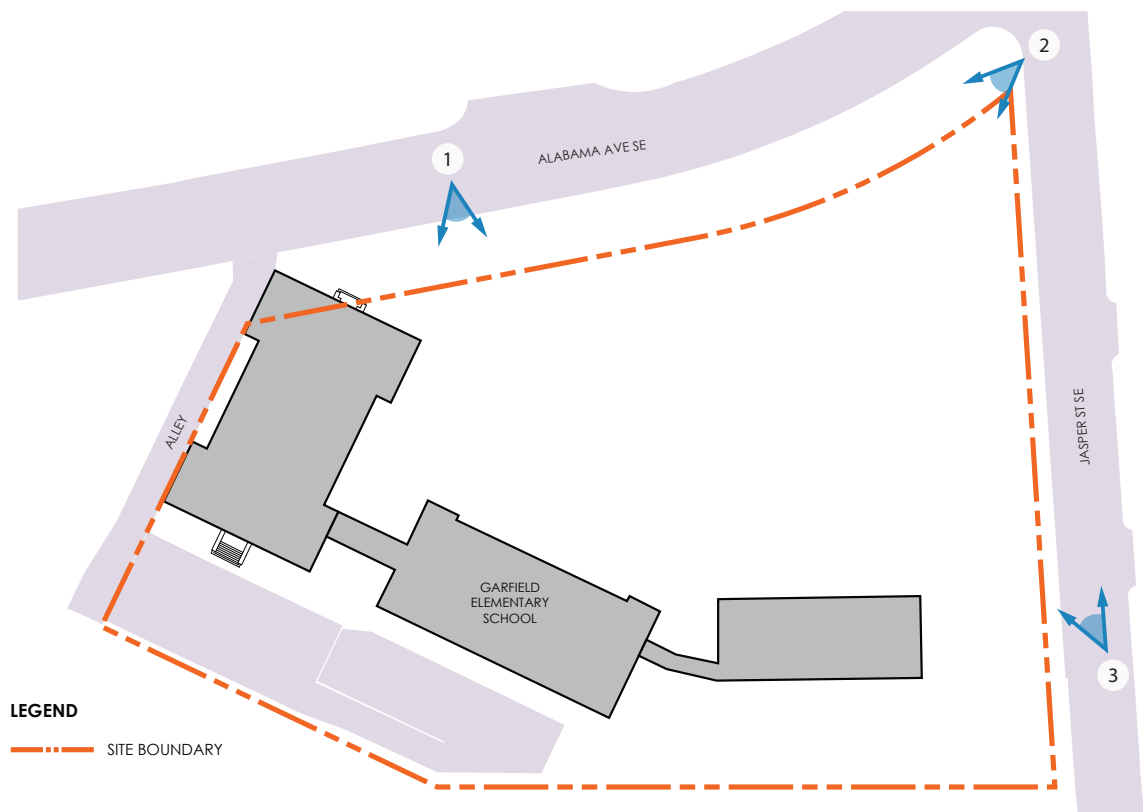 2
1
ALABAMA AVE SE
ALLEY
JASPER ST SE
GARFIELD
ELEMENTARY
SCHOOL
3
LEGEND
SITE BOUNDARY